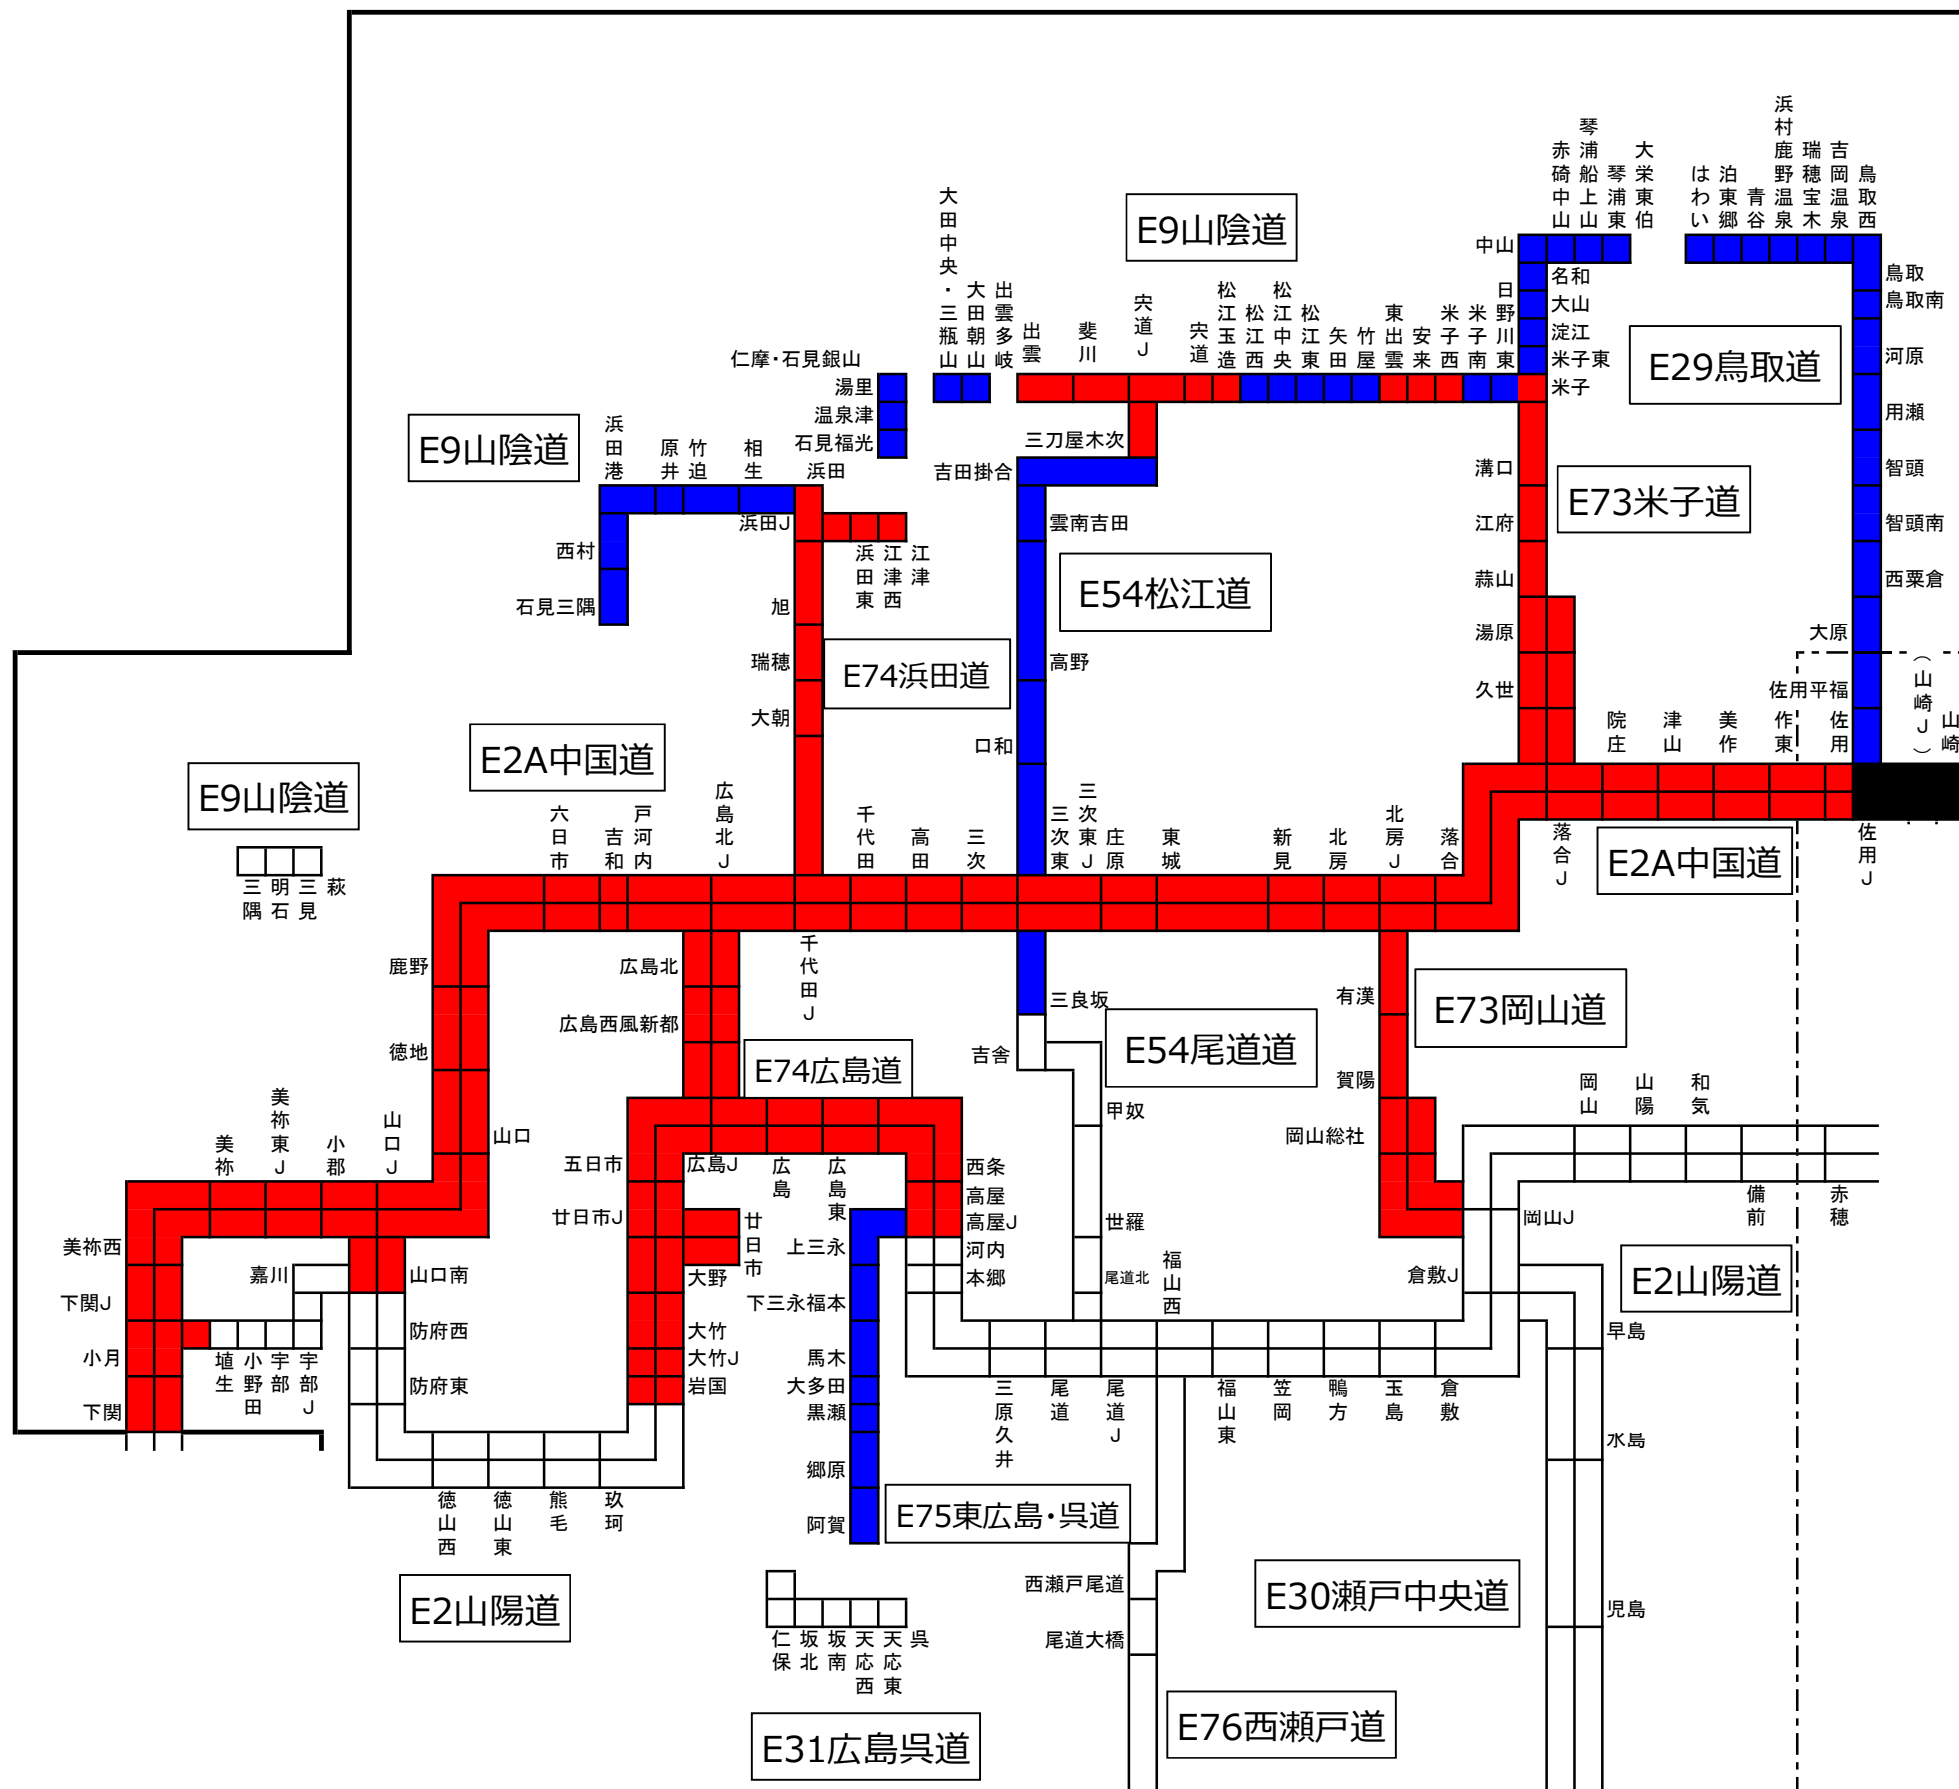 赤碕中山
琴浦船上山
琴浦東
大栄東伯
はわい
泊東郷
青谷
浜村鹿野温泉
瑞穂宝木
吉岡温泉
鳥取西
大田中央・三瓶山
大田朝山
出雲多岐
出雲
斐川
宍道J
宍道
松江玉造
松江西
松江中央
松江東
矢田
竹屋
東出雲
安来
米子西
米子南
日野川東
E9山陰道
中山
名和
大山
淀江
米子東
米子
鳥取
鳥取南
河原
用瀬
智頭
智頭南
西粟倉
大原
佐用平福
佐用
E29鳥取道
仁摩・石見銀山
湯里
温泉津
石見福光
E9山陰道
浜田港
原井
竹迫
相生
浜田
浜田J
浜田東
江津西
江津
西村
石見三隅
旭
瑞穂
大朝
E74浜田道
三刀屋木次
吉田掛合
雲南吉田
高野
口和
E54松江道
溝口
江府
蒜山
湯原
久世
E73米子道
院庄
津山
美作
作東
(山崎J)
山崎
E2A中国道
E9山陰道
三隅
明石
三見
萩
六日市
吉和
戸河内
広島北J
千代田
高田
三次
三次東
三次東J
庄原
東城
新見
北房
北房J
落合
落合J
E2A中国道
佐用J
鹿野
徳地
山口
広島北
広島西風新都
千代田J
E74広島道
三良坂
吉舎
甲奴
世羅
尾道北
E54尾道道
有漢
賀陽
岡山総社
E73岡山道
岡山
山陽
和気
備前
赤穂
岡山J
倉敷J
E2山陽道
美祢
美祢東J
小郡
山口J
美祢西
下関J
小月
下関
嘉川
山口南
防府西
防府東
埴生
小野田
宇部
宇部J
五日市
廿日市J
広島J
広島
広島東
廿日市
大野
大竹
大竹J
岩国
西条
高屋
高屋J
河内
本郷
上三永
下三永福本
馬木
大多田
黒瀬
郷原
阿賀
E75東広島・呉道
三原久井
尾道
尾道J
福山西
福山東
笠岡
鴨方
玉島
倉敷
早島
水島
児島
徳山西
徳山東
熊毛
玖珂
E2山陽道
仁保
坂北
坂南
天応西
天応東
呉
E31広島呉道
西瀬戸尾道
尾道大橋
E76西瀬戸道
E30瀬戸中央道